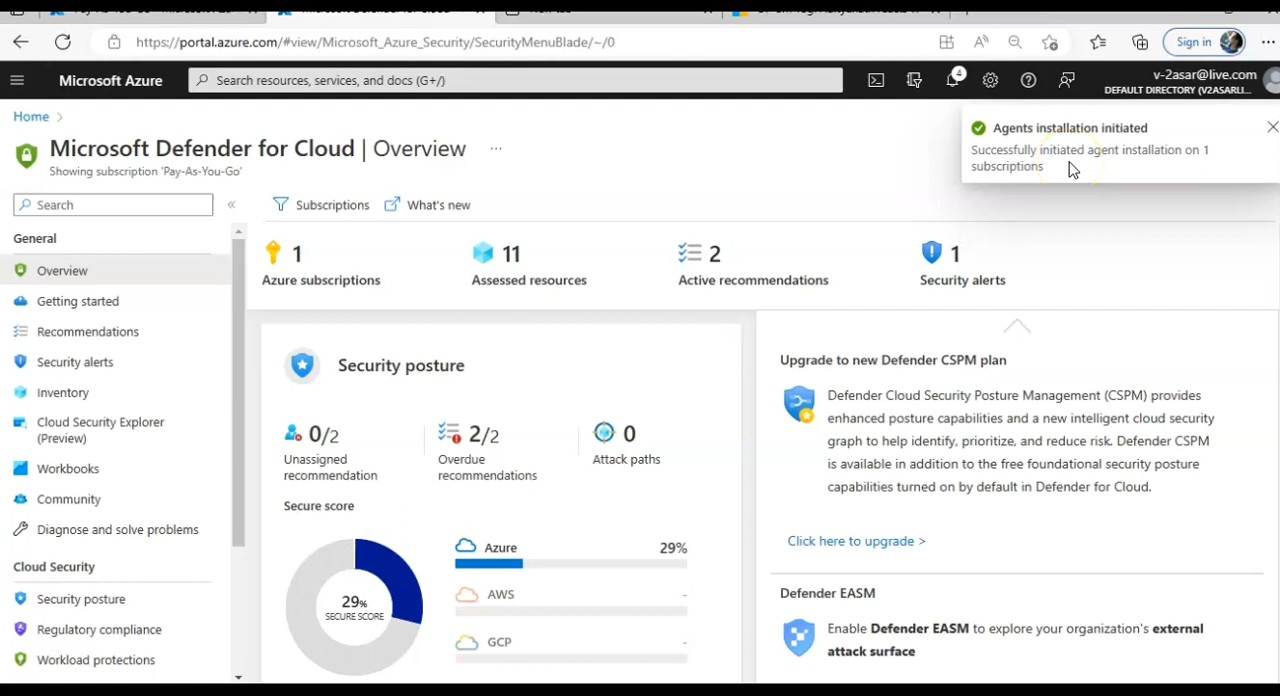 https://portal.azure.com/#view/Microsoft_Azure_Security/SecurityMenuBlade/~/0
Sign in
Microsoft Azure
Search resources, services, and docs (G+/)
4
v-2asar@live.com
DEFAULT DIRECTORY (V2ASARLI...
Home >
Agents installation initiated
Successfully initiated agent installation on 1
subscriptions
Microsoft Defender for Cloud | Overview ...
Showing subscription 'Pay-As-You-Go'
Search
«
Subscriptions
What's new
General
Overview
Getting started
Recommendations
Security alerts
Inventory
Cloud Security Explorer
(Preview)
Workbooks
Community
Diagnose and solve problems
Cloud Security
Security posture
Regulatory compliance
Workload protections
1
Azure subscriptions
11
Assessed resources
2
Active recommendations
1
Security alerts
Security posture
0/2
Unassigned
recommendation
2/2
Overdue
recommendations
0
Attack paths
Secure score
29%
SECURE SCORE
Azure 29%
AWS -
GCP -
Upgrade to new Defender CSPM plan
Defender Cloud Security Posture Management (CSPM) provides
enhanced posture capabilities and a new intelligent cloud security
graph to help identify, prioritize, and reduce risk. Defender CSPM
is available in addition to the free foundational security posture
capabilities turned on by default in Defender for Cloud.
Click here to upgrade >
Defender EASM
Enable Defender EASM to explore your organization's external
attack surface